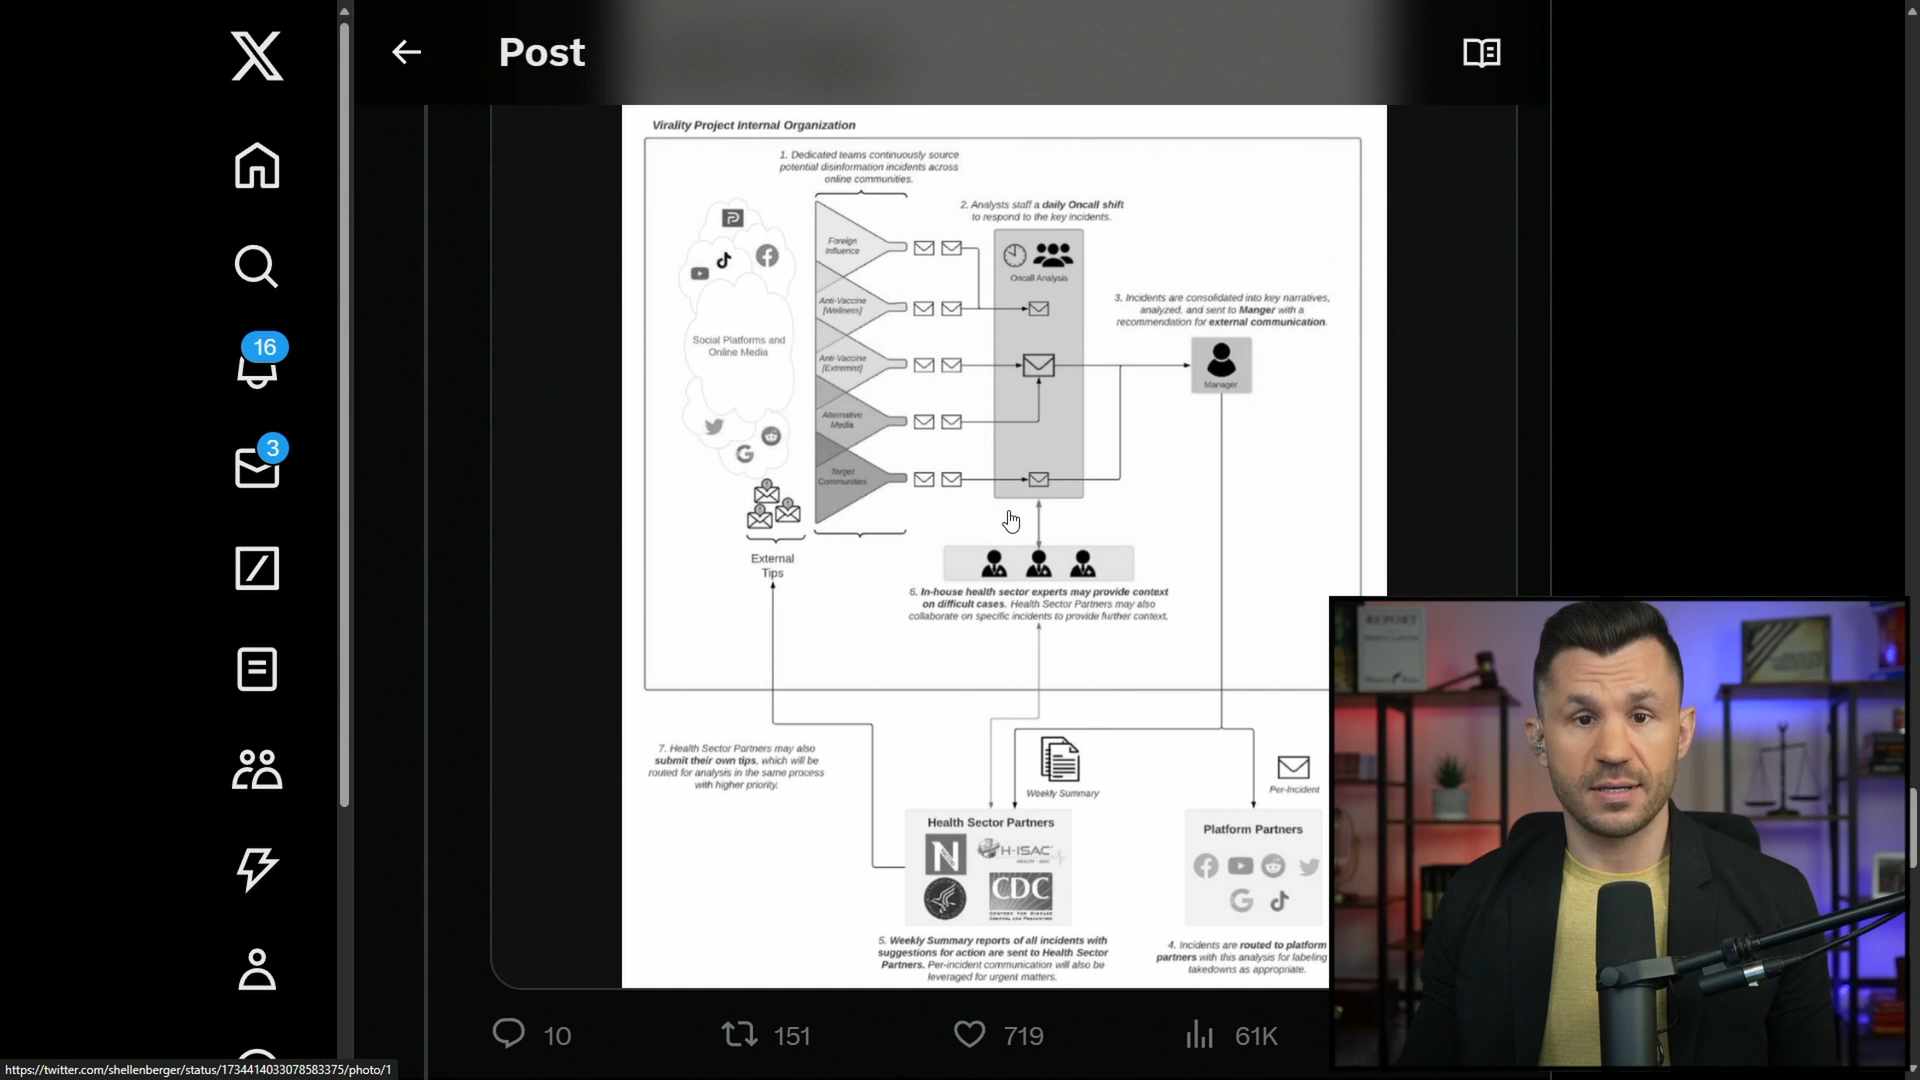 Post
Virality Project Internal Organization
1. Dedicated teams continuously source
potential disinformation incidents across
online communities.
2. Analysts staff a daily Oncall shift
to respond to the key incidents.
Foreign
Influence
Oncall Analysis
Anti-Vaccine
[Wellness]
3. Incidents are consolidated into key narratives,
analyzed, and sent to Manger with a
recommendation for external communication.
Social Platforms and
Online Media
Anti-Vaccine
[Extremist]
Manager
Alternative
Media
Target
Communities
External
Tips
6. In-house health sector experts may provide context
on difficult cases. Health Sector Partners may also
collaborate on specific incidents to provide further context.
7. Health Sector Partners may also
submit their own tips, which will be
routed for analysis in the same process
with higher priority.
Weekly Summary
Per-Incident
Health Sector Partners
N
H-ISAC
CDC
CENTERS FOR DISEASE
CONTROL AND PREVENTION
Platform Partners
5. Weekly Summary reports of all incidents with
suggestions for action are sent to Health Sector
Partners. Per-incident communication will also be
leveraged for urgent matters.
4. Incidents are routed to platform
partners with this analysis for labeling
takedowns as appropriate.
16
3
10
151
719
61K
https://twitter.com/shellenberger/status/1734414033078583375/photo/1
REPORT